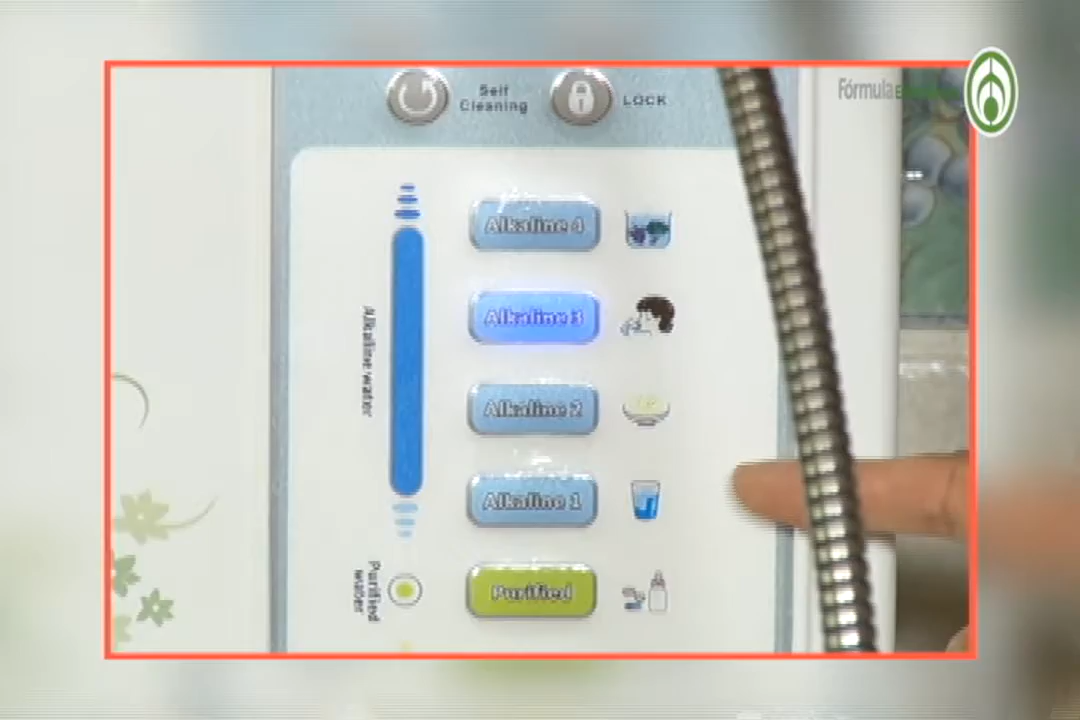 Fórmula
Self
Cleaning
LOCK
Alkaline 4
Alkaline 3
Alkaline water
Alkaline 2
Alkaline 1
Purified
Purified
water